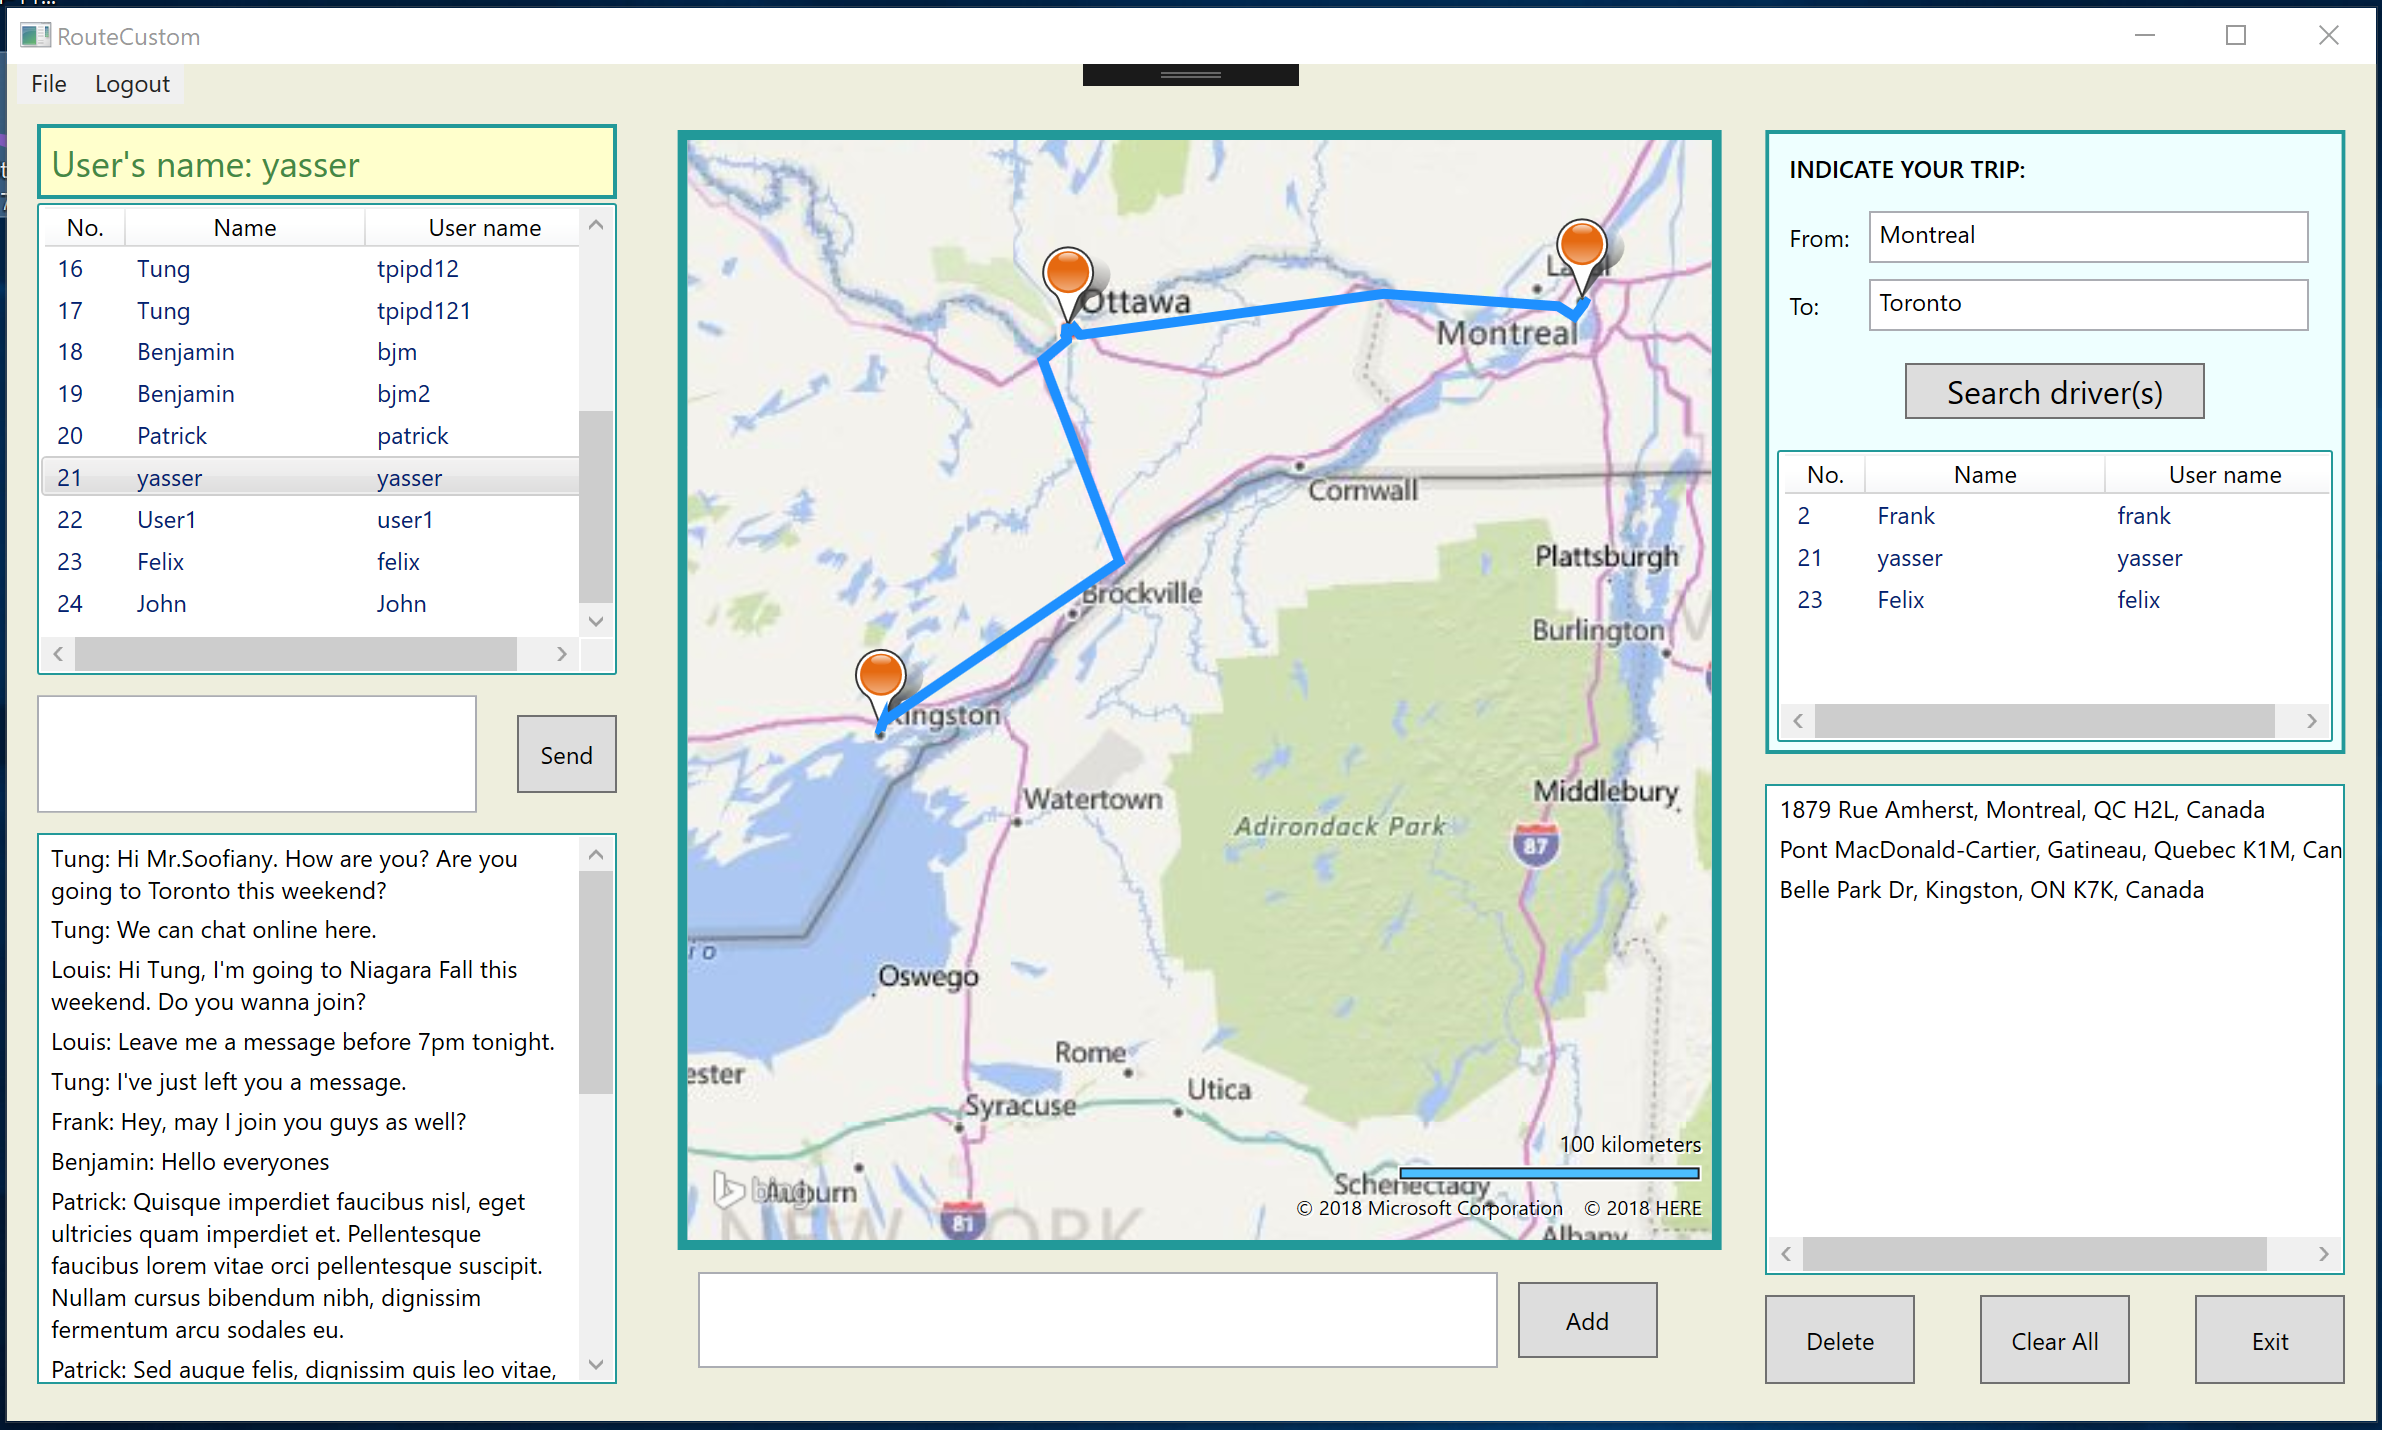 RouteCustom
File Logout
User's name: yasser
No. Name User name
16 Tung tpipd12
17 Tung tpipd121
18 Benjamin bjm
19 Benjamin bjm2
20 Patrick patrick
21 yasser yasser
22 User1 user1
23 Felix felix
24 John John
Send
Tung: Hi Mr.Soofiany. How are you? Are you
going to Toronto this weekend?
Tung: We can chat online here.
Louis: Hi Tung, I'm going to Niagara Fall this
weekend. Do you wanna join?
Louis: Leave me a message before 7pm tonight.
Tung: I've just left you a message.
Frank: Hey, may I join you guys as well?
Benjamin: Hello everyones
Patrick: Quisque imperdiet faucibus nisl, eget
ultricies quam imperdiet et. Pellentesque
faucibus lorem vitae orci pellentesque suscipit.
Nullam cursus bibendum nibh, dignissim
fermentum arcu sodales eu.
Patrick: Sed augue felis, dignissim quis leo vitae,
Ottawa
Montreal
Cornwall
Plattsburgh
Brockville
Burlington
Kingston
Watertown
Middlebury
Adirondack Park
87
Oswego
Rome
ester
Utica
Syracuse
100 kilometers
bing
Auburn
Schenectady
© 2018 Microsoft Corporation © 2018 HERE
81
NEW YORK
Albany
Add
INDICATE YOUR TRIP:
From: Montreal
To: Toronto
Search driver(s)
No. Name User name
2 Frank frank
21 yasser yasser
23 Felix felix
1879 Rue Amherst, Montreal, QC H2L, Canada
Pont MacDonald-Cartier, Gatineau, Quebec K1M, Can
Belle Park Dr, Kingston, ON K7K, Canada
Delete Clear All Exit